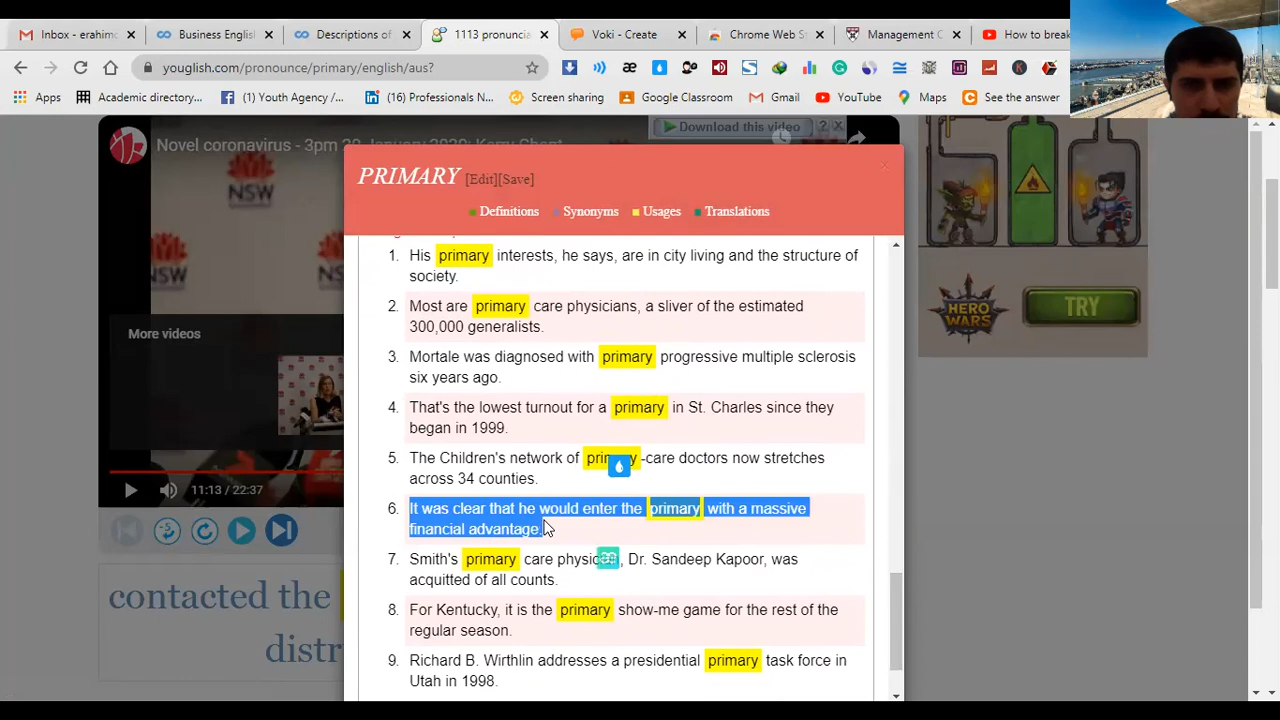 Inbox - erahimo
Business English
Descriptions of
1113 pronuncia
Voki - Create
Chrome Web S
Management C
How to break
youglish.com/pronounce/primary/english/aus?
Apps
Academic directory...
(1) Youth Agency /...
(16) Professionals N...
Screen sharing
Google Classroom
Gmail
YouTube
Maps
See the answer
Download this video
NSW
PRIMARY [Edit][Save]
Definitions
Synonyms
Usages
Translations
More videos
11:13 / 22:37
contacted the
distr
1. His primary interests, he says, are in city living and the structure of
society.
2. Most are primary care physicians, a sliver of the estimated
300,000 generalists.
3. Mortale was diagnosed with primary progressive multiple sclerosis
six years ago.
4. That's the lowest turnout for a primary in St. Charles since they
began in 1999.
5. The Children's network of primary-care doctors now stretches
across 34 counties.
6. It was clear that he would enter the primary with a massive
financial advantage.
7. Smith's primary care physician, Dr. Sandeep Kapoor, was
acquitted of all counts.
8. For Kentucky, it is the primary show-me game for the rest of the
regular season.
9. Richard B. Wirthlin addresses a presidential primary task force in
Utah in 1998.
HERO
WARS
TRY